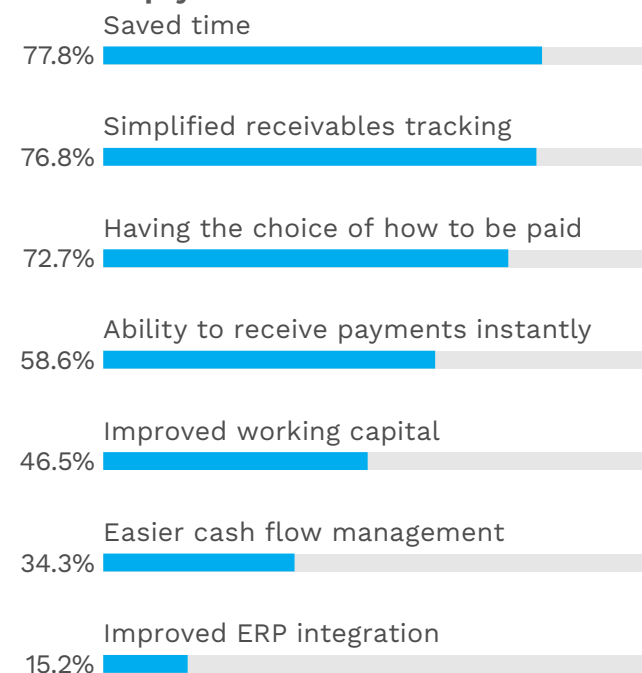 Saved time
77.8%
Simplified receivables tracking
76.8%
Having the choice of how to be paid
72.7%
Ability to receive payments instantly
58.6%
Improved working capital
46.5%
Easier cash flow management
34.3%
Improved ERP integration
15.2%